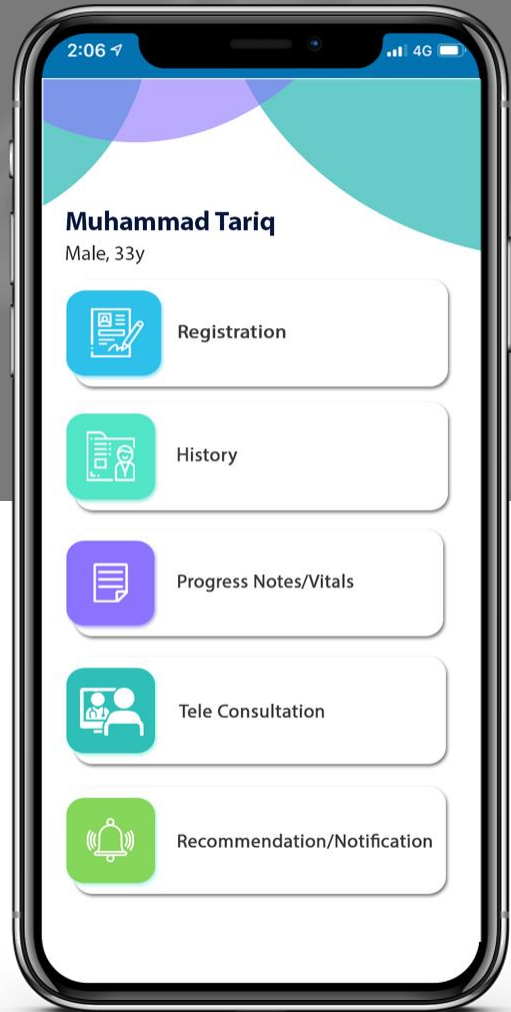 2:06
4G
Muhammad Tariq
Male, 33y
Registration
History
Progress Notes/Vitals
Tele Consultation
Recommendation/Notification